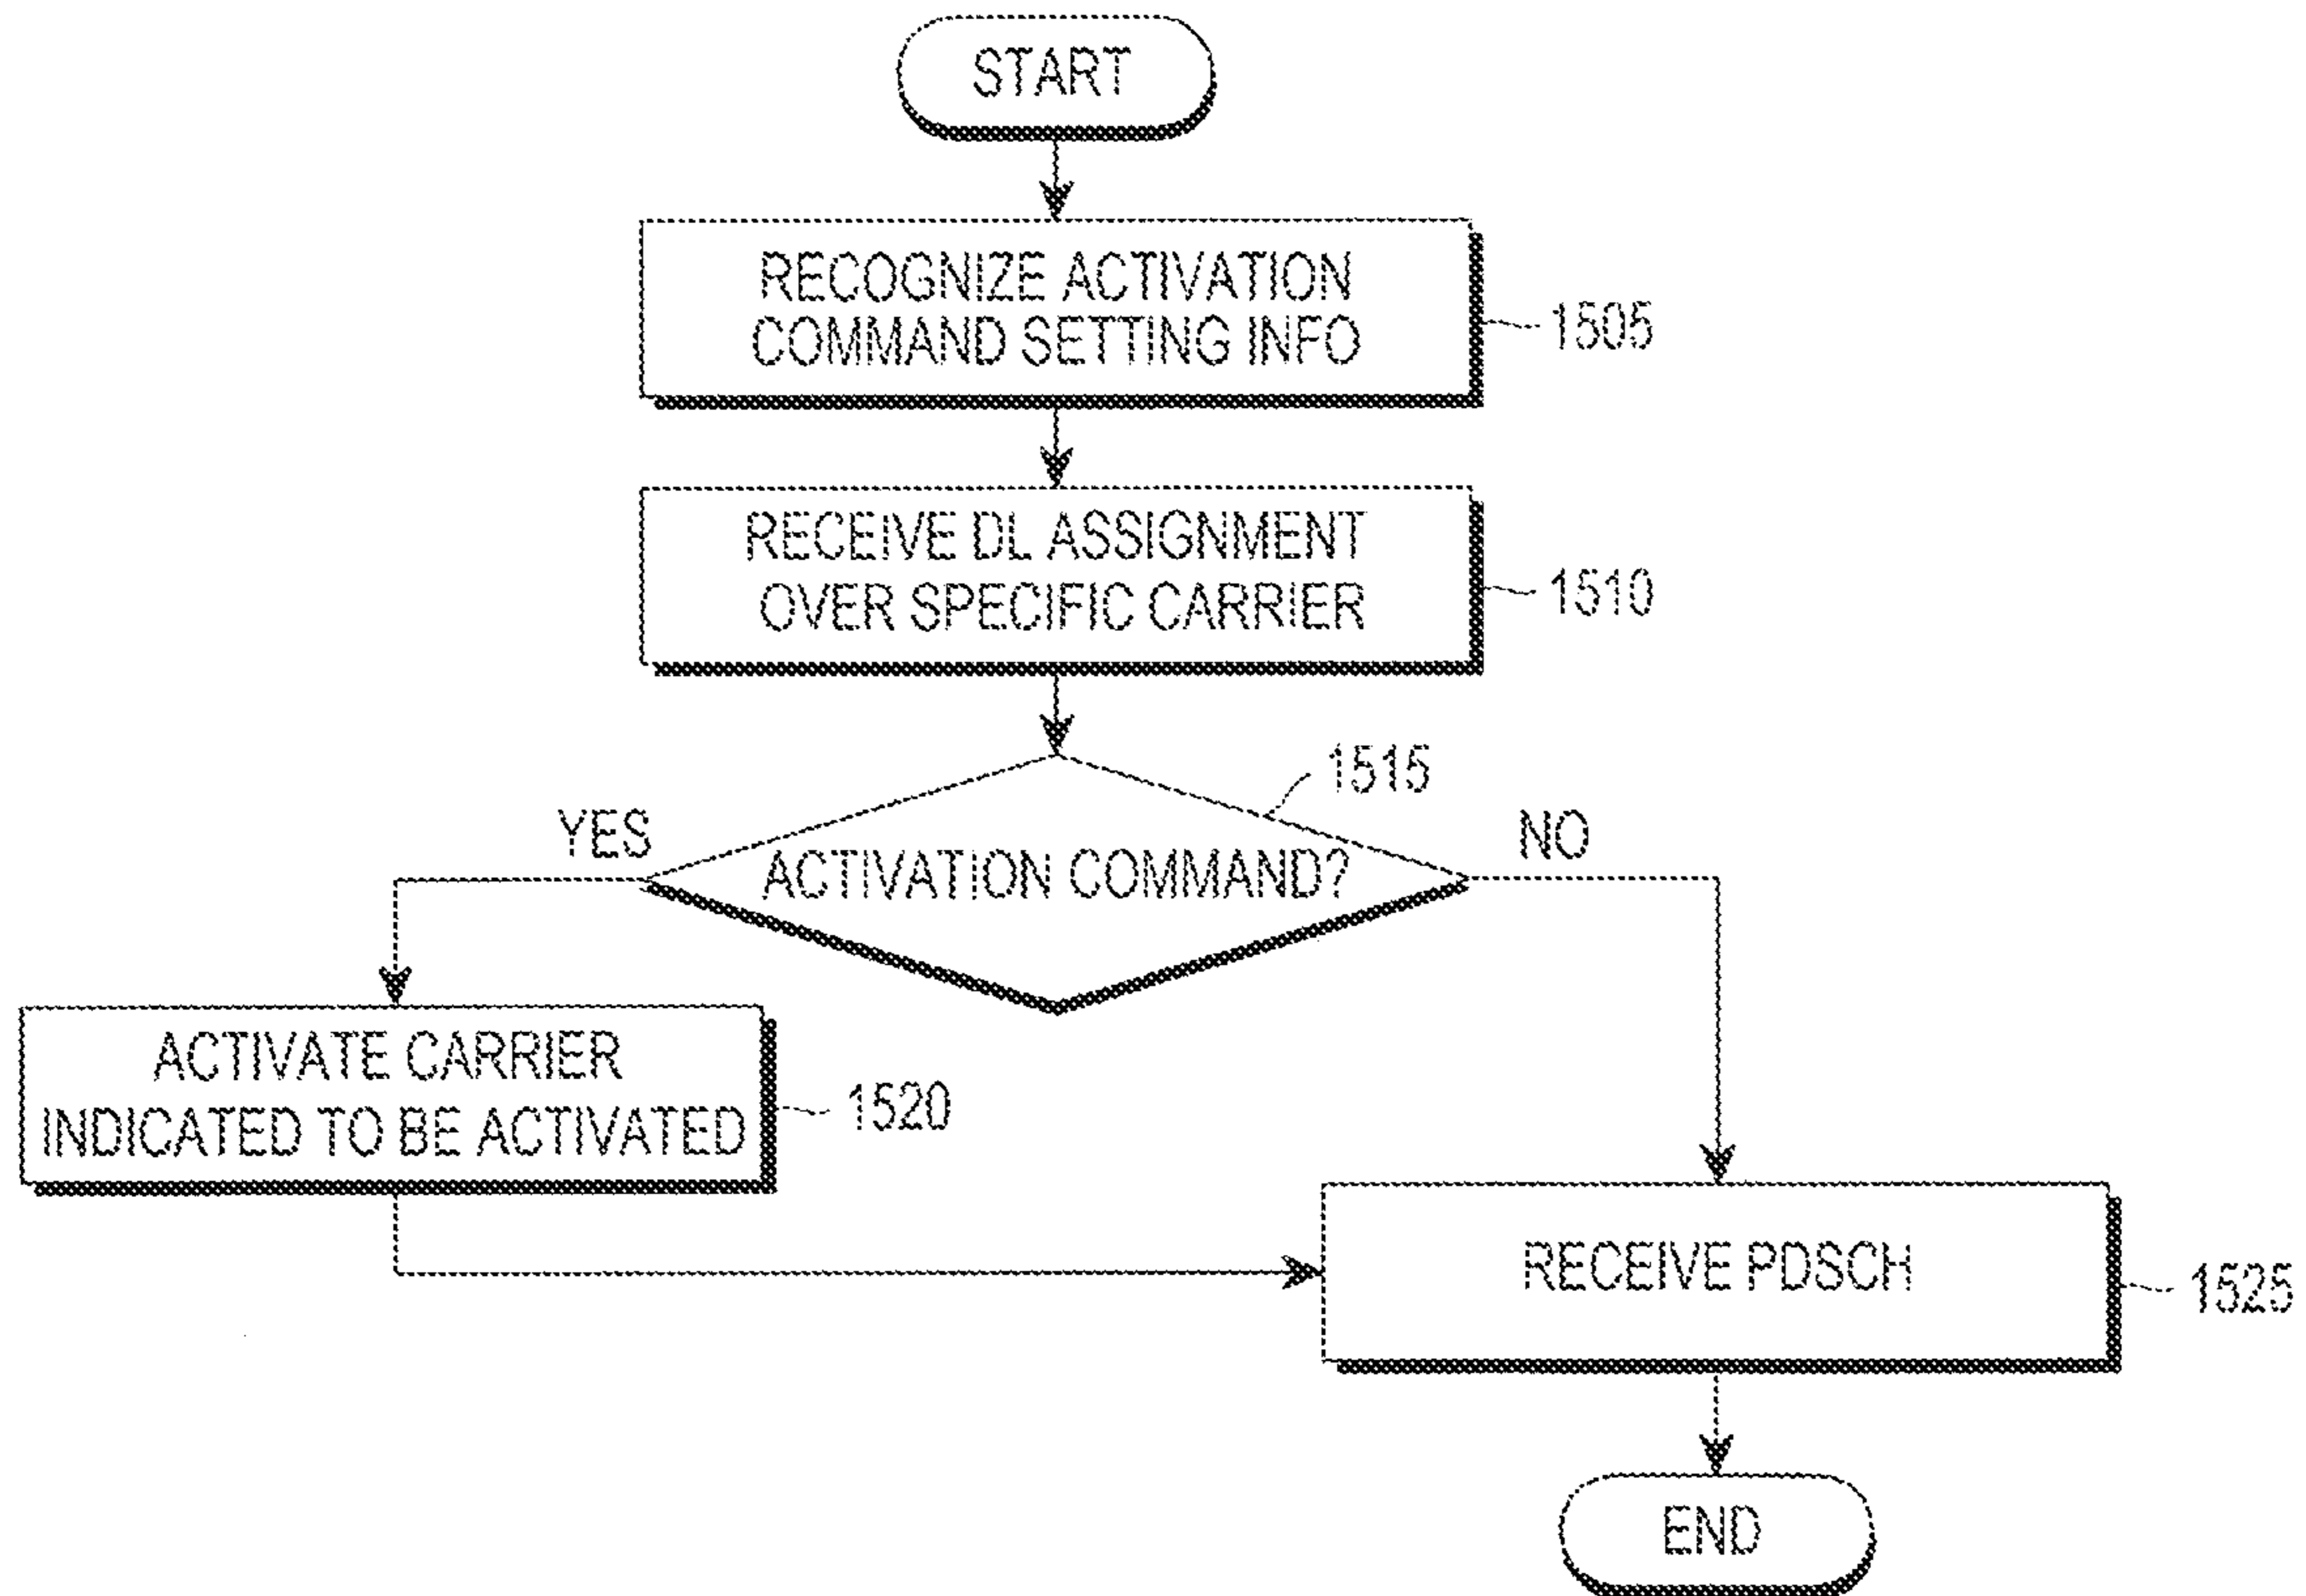 START
RECOGNIZE ACTIVATION
COMMAND SETTING INFO
1505
RECEIVE DL ASSIGNMENT
OVER SPECIFIC CARRIER
1510
1515
YES
NO
ACTIVATION COMMAND?
ACTIVATE CARRIER
INDICATED TO BE ACTIVATED
1520
RECEIVE PDSCH
1525
END